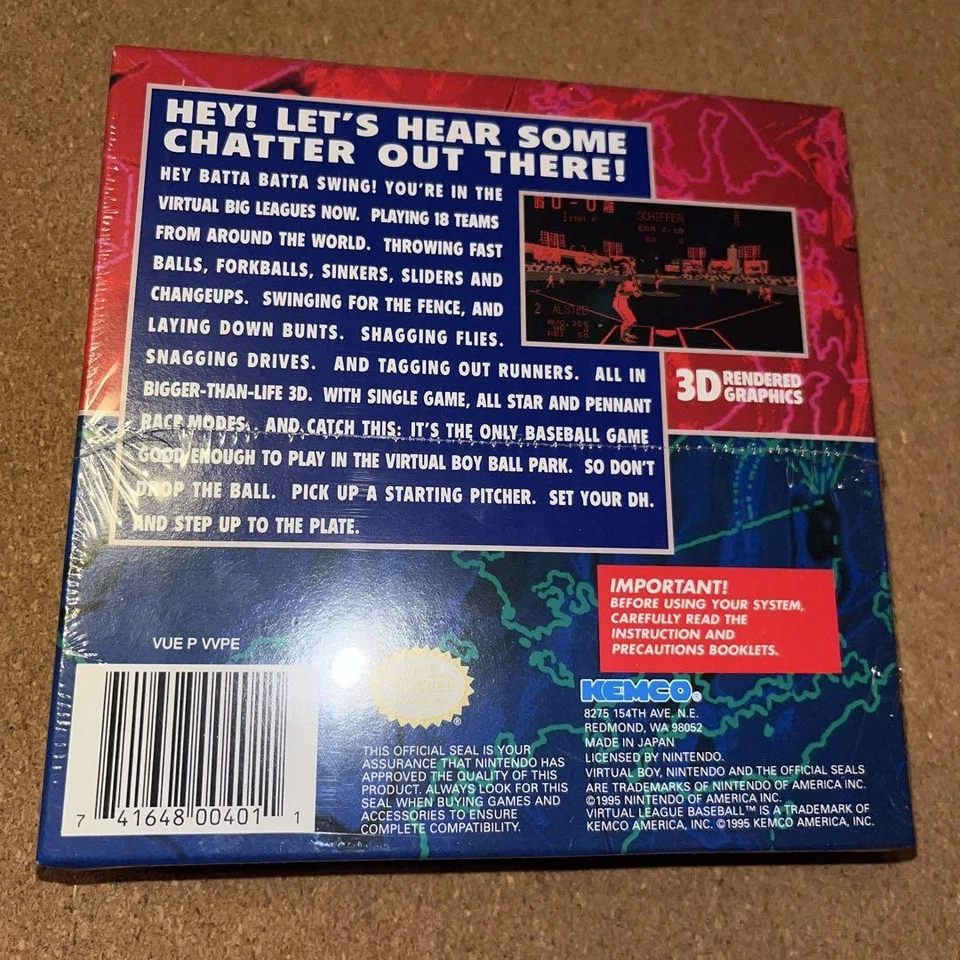 HEY! LET'S HEAR SOME
CHATTER OUT THERE!
HEY BATTA BATTA SWING! YOU'RE IN THE
VIRTUAL BIG LEAGUES NOW. PLAYING 18 TEAMS
FROM AROUND THE WORLD. THROWING FAST
BALLS, FORKBALLS, SINKERS, SLIDERS AND
CHANGEUPS. SWINGING FOR THE FENCE, AND
LAYING DOWN BUNTS. SHAGGING FLIES.
SNAGGING DRIVES. AND TAGGING OUT RUNNERS. ALL IN
BIGGER-THAN-LIFE 3D. WITH SINGLE GAME, ALL STAR AND PENNANT
RACE MODES. AND CATCH THIS: IT'S THE ONLY BASEBALL GAME
GOOD ENOUGH TO PLAY IN THE VIRTUAL BOY BALL PARK. SO DON'T
DROP THE BALL. PICK UP A STARTING PITCHER. SET YOUR DH.
AND STEP UP TO THE PLATE.
SCHIFFER
ERA 2.18
SO
2 ALSTED
AVG.308
HR
3D RENDERED
GRAPHICS
IMPORTANT!
BEFORE USING YOUR SYSTEM,
CAREFULLY READ THE
INSTRUCTION AND
PRECAUTIONS BOOKLETS.
VUE P VVPE
7 41648 00401 1
THIS OFFICIAL SEAL IS YOUR
ASSURANCE THAT NINTENDO HAS
APPROVED THE QUALITY OF THIS
PRODUCT. ALWAYS LOOK FOR THIS
SEAL WHEN BUYING GAMES AND
ACCESSORIES TO ENSURE
COMPLETE COMPATIBILITY.
®
KEMCO®
8275 154TH AVE. N.E.
REDMOND, WA 98052
MADE IN JAPAN
LICENSED BY NINTENDO.
VIRTUAL BOY, NINTENDO AND THE OFFICIAL SEALS
ARE TRADEMARKS OF NINTENDO OF AMERICA INC.
©1995 NINTENDO OF AMERICA INC.
VIRTUAL LEAGUE BASEBALL™ IS A TRADEMARK OF
KEMCO AMERICA, INC. ©1995 KEMCO AMERICA, INC.